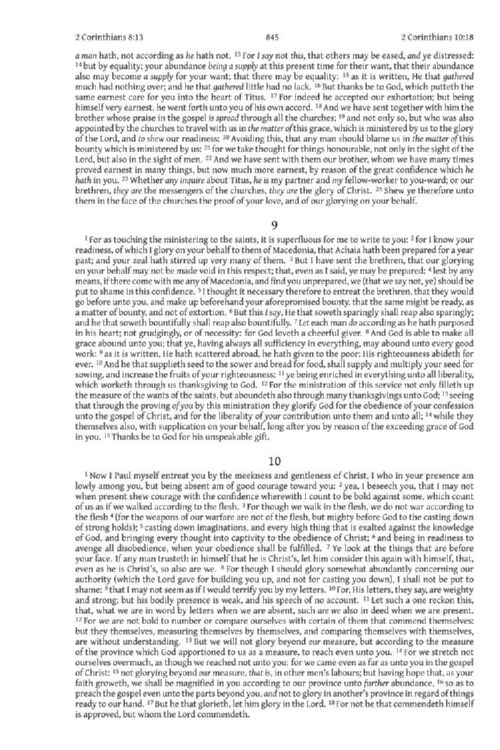 2 Corinthians 8:13 845 2 Corinthians 10:18
a man hath, not according as he hath not. 13 For I say not this, that others may be eased, and ye distressed:
14 but by equality; your abundance being a supply at this present time for their want, that their abundance
also may become a supply for your want; that there may be equality: 15 as it is written, He that gathered
much had nothing over; and he that gathered little had no lack. 16 But thanks be to God, which putteth the
same earnest care for you into the heart of Titus. 17 For indeed he accepted our exhortation; but being
himself very earnest, he went forth unto you of his own accord. 18 And we have sent together with him the
brother whose praise in the gospel is spread through all the churches; 19 and not only so, but who was also
appointed by the churches to travel with us in the matter of this grace, which is ministered by us to the glory
of the Lord, and to shew our readiness: 20 Avoiding this, that any man should blame us in the matter of this
bounty which is ministered by us: 21 for we take thought for things honourable, not only in the sight of the
Lord, but also in the sight of men. 22 And we have sent with them our brother, whom we have many times
proved earnest in many things, but now much more earnest, by reason of the great confidence which he
hath in you. 23 Whether any inquire about Titus, he is my partner and my fellow-worker to you-ward; or our
brethren, they are the messengers of the churches, they are the glory of Christ. 24 Shew ye therefore unto
them in the face of the churches the proof of your love, and of our glorying on your behalf.
9
1 For as touching the ministering to the saints, it is superfluous for me to write to you: 2 for I know your
readiness, of which I glory on your behalf to them of Macedonia, that Achaia hath been prepared for a year
past; and your zeal hath stirred up very many of them. 3 But I have sent the brethren, that our glorying
on your behalf may not be made void in this respect; that, even as I said, ye may be prepared: 4 lest by any
means, if there come with me any of Macedonia, and find you unprepared, we (that we say not, ye) should be
put to shame in this confidence. 5 I thought it necessary therefore to entreat the brethren, that they would
go before unto you, and make up beforehand your aforepromised bounty, that the same might be ready, as
a matter of bounty, and not of extortion. 6 But this I say, He that soweth sparingly shall reap also sparingly;
and he that soweth bountifully shall reap also bountifully. 7 Let each man do according as he hath purposed
in his heart; not grudgingly, or of necessity: for God loveth a cheerful giver. 8 And God is able to make all
grace abound unto you; that ye, having always all sufficiency in everything, may abound unto every good
work: 9 as it is written, He hath scattered abroad, he hath given to the poor; His righteousness abideth for
ever. 10 And he that supplieth seed to the sower and bread for food, shall supply and multiply your seed for
sowing, and increase the fruits of your righteousness: 11 ye being enriched in everything unto all liberality,
which worketh through us thanksgiving to God. 12 For the ministration of this service not only filleth up
the measure of the wants of the saints, but aboundeth also through many thanksgivings unto God; 13 seeing
that through the proving of you by this ministration they glorify God for the obedience of your confession
unto the gospel of Christ, and for the liberality of your contribution unto them and unto all; 14 while they
themselves also, with supplication on your behalf, long after you by reason of the exceeding grace of God
in you. 15 Thanks be to God for his unspeakable gift.
10
1 Now I Paul myself entreat you by the meekness and gentleness of Christ, I who in your presence am
lowly among you, but being absent am of good courage toward you: 2 yea, I beseech you, that I may not
when present shew courage with the confidence wherewith I count to be bold against some, which count
of us as if we walked according to the flesh. 3 For though we walk in the flesh, we do not war according to
the flesh 4 (for the weapons of our warfare are not of the flesh, but mighty before God to the casting down
of strong holds); 5 casting down imaginations, and every high thing that is exalted against the knowledge
of God, and bringing every thought into captivity to the obedience of Christ; 6 and being in readiness to
avenge all disobedience, when your obedience shall be fulfilled. 7 Ye look at the things that are before
your face. If any man trusteth in himself that he is Christ's, let him consider this again with himself, that,
even as he is Christ's, so also are we. 8 For though I should glory somewhat abundantly concerning our
authority (which the Lord gave for building you up, and not for casting you down), I shall not be put to
shame: 9 that I may not seem as if I would terrify you by my letters. 10 For, His letters, they say, are weighty
and strong; but his bodily presence is weak, and his speech of no account. 11 Let such a one reckon this,
that, what we are in word by letters when we are absent, such are we also in deed when we are present.
12 For we are not bold to number or compare ourselves with certain of them that commend themselves:
but they themselves, measuring themselves by themselves, and comparing themselves with themselves,
are without understanding. 13 But we will not glory beyond our measure, but according to the measure
of the province which God apportioned to us as a measure, to reach even unto you. 14 For we stretch not
ourselves overmuch, as though we reached not unto you: for we came even as far as unto you in the gospel
of Christ: 15 not glorying beyond our measure, that is, in other men's labours; but having hope that, as your
faith groweth, we shall be magnified in you according to our province unto further abundance, 16 so as to
preach the gospel even unto the parts beyond you, and not to glory in another's province in regard of things
ready to our hand. 17 But he that glorieth, let him glory in the Lord. 18 For not he that commendeth himself
is approved, but whom the Lord commendeth.